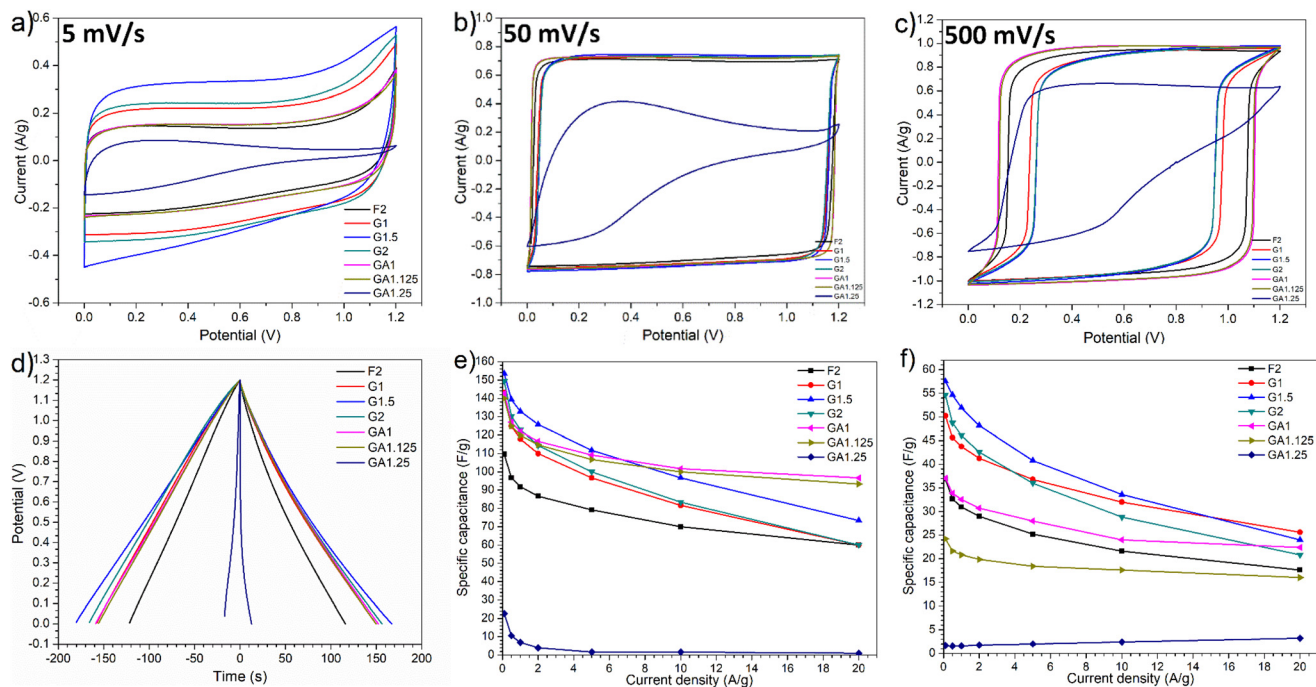 a) 5 mV/s
0.6
0.4
0.2
0.0
-0.2
-0.4
0.6
Current (A/g)
F2
G1
G1.5
G2
GA1
GA1.125
GA1.25
0.0 0.2 0.4 0.6 0.8 1.0 1.2
Potential (V)
b) 50 mV/s
1.0
0.8
0.6
0.4
0.2
0.0
-0.2
-0.4
-0.6
-0.8
-1.0
Current (A/g)
F2
G1
G1.5
G2
GA1
GA1.125
GA1.25
0.0 0.2 0.4 0.6 0.8 1.0 1.2
Potential (V)
c) 500 mV/s
1.2
1.0
0.8
0.6
0.4
0.2
0.0
-0.2
-0.4
-0.6
-0.8
-1.0
-1.2
Current (A/g)
F2
G1
G1.5
G2
GA1
GA1.125
GA1.25
0.0 0.2 0.4 0.6 0.8 1.0 1.2
Potential (V)
d)
1.3
1.2
1.1
1.0
0.9
0.8
0.7
0.6
0.5
0.4
0.3
0.2
0.1
0.0
-0.1
Potential (V)
F2
G1
G1.5
G2
GA1
GA1.125
GA1.25
-200 -150 -100 -50 0 50 100 150 200
Time (s)
e)
160
150
140
130
120
110
100
90
80
70
60
50
40
30
20
10
0
Specific capacitance (F/g)
F2
G1
G1.5
G2
GA1
GA1.125
GA1.25
0 2 4 6 8 10 12 14 16 18 20
Current density (A/g)
f)
65
60
55
50
45
40
35
30
25
20
15
10
5
0
Specific capacitance (F/g)
F2
G1
G1.5
G2
GA1
GA1.125
GA1.25
0 2 4 6 8 10 12 14 16 18 20
Current density (A/g)